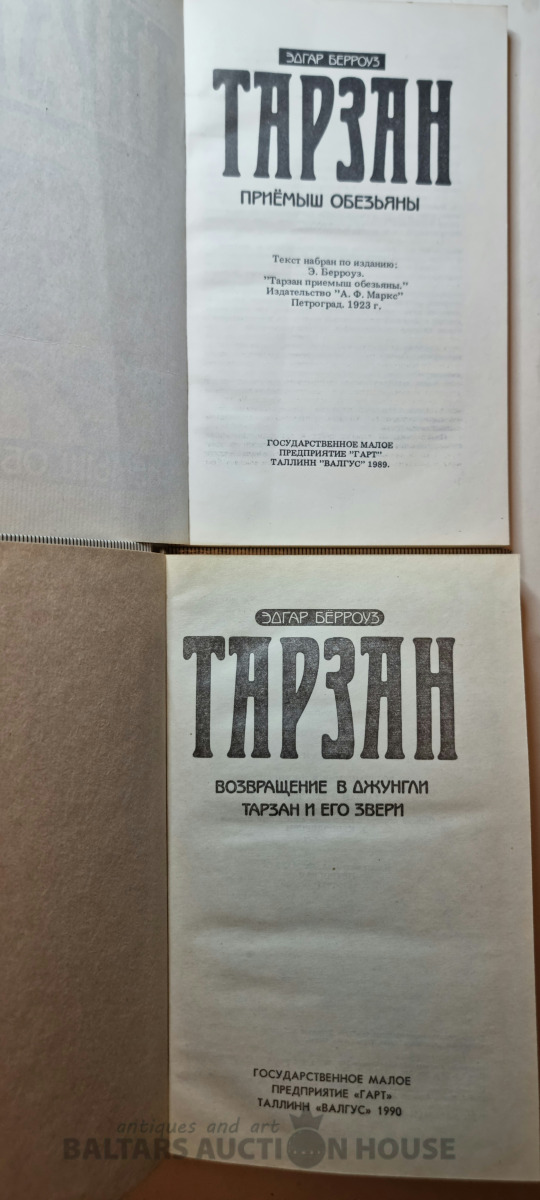 ЭДГАР БЕРРОУЗ
ТАРЗАН
ПРИЁМЫШ ОБЕЗЬЯНЫ
Текст набран по изданию:
Э. Берроуз.
"Тарзан приемыш обезьяны."
Издательство "А. Ф. Маркс"
Петроград. 1923 г.
ГОСУДАРСТВЕННОЕ МАЛОЕ
ПРЕДПРИЯТИЕ "ГАРТ"
ТАЛЛИНН "ВАЛГУС" 1989.
ЭДГАР БЁРРОУЗ
ТАРЗАН
ВОЗВРАЩЕНИЕ В ДЖУНГЛИ
ТАРЗАН И ЕГО ЗВЕРИ
ГОСУДАРСТВЕННОЕ МАЛОЕ
ПРЕДПРИЯТИЕ «ГАРТ»
ТАЛЛИНН «ВАЛГУС» 1990
antiques and art
BALTARS AUCTION HOUSE